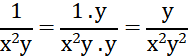 1/x²y = 1 . y/x²y . y = y/x²y²